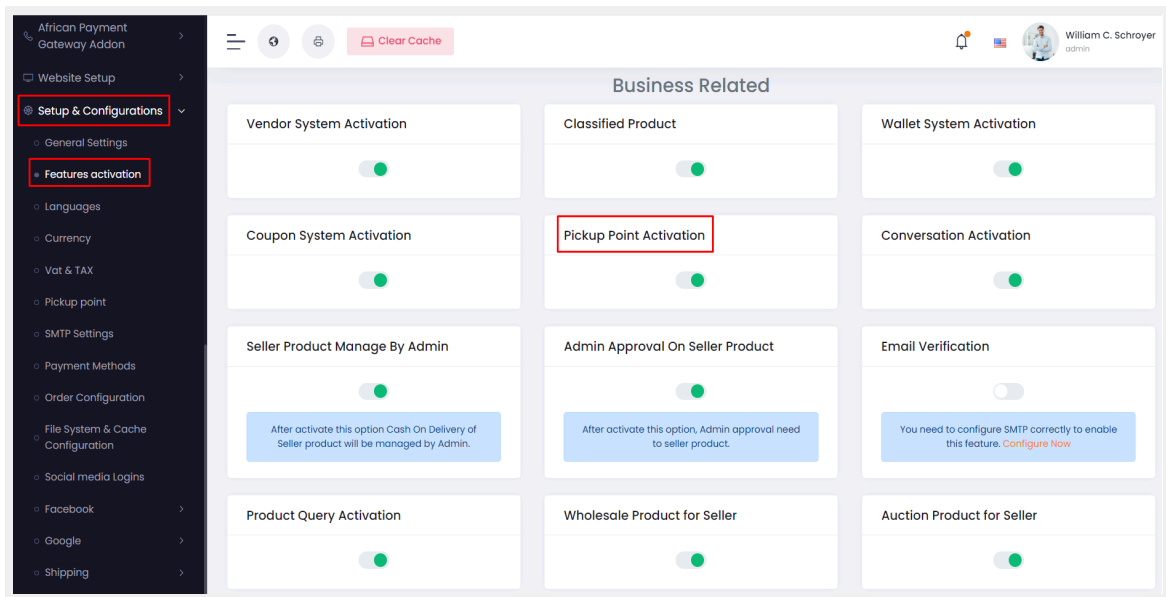 African Payment
Gateway Addon
Website Setup
Setup & Configurations
General Settings
Features activation
Languages
Currency
Vat & TAX
Pickup point
SMTP Settings
Payment Methods
Order Configuration
File System & Cache
Configuration
Social media Logins
Facebook
Google
Shipping
Clear Cache
William C. Schroyer
admin
Business Related
Vendor System Activation
Classified Product
Wallet System Activation
Coupon System Activation
Pickup Point Activation
Conversation Activation
Seller Product Manage By Admin
After activate this option Cash On Delivery of
Seller product will be managed by Admin.
Admin Approval On Seller Product
After activate this option, Admin approval need
to seller product.
Email Verification
You need to configure SMTP correctly to enable
this feature. Configure Now
Product Query Activation
Wholesale Product for Seller
Auction Product for Seller